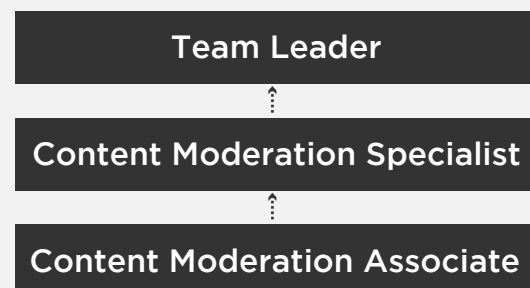 Team Leader
Content Moderation Specialist
Content Moderation Associate